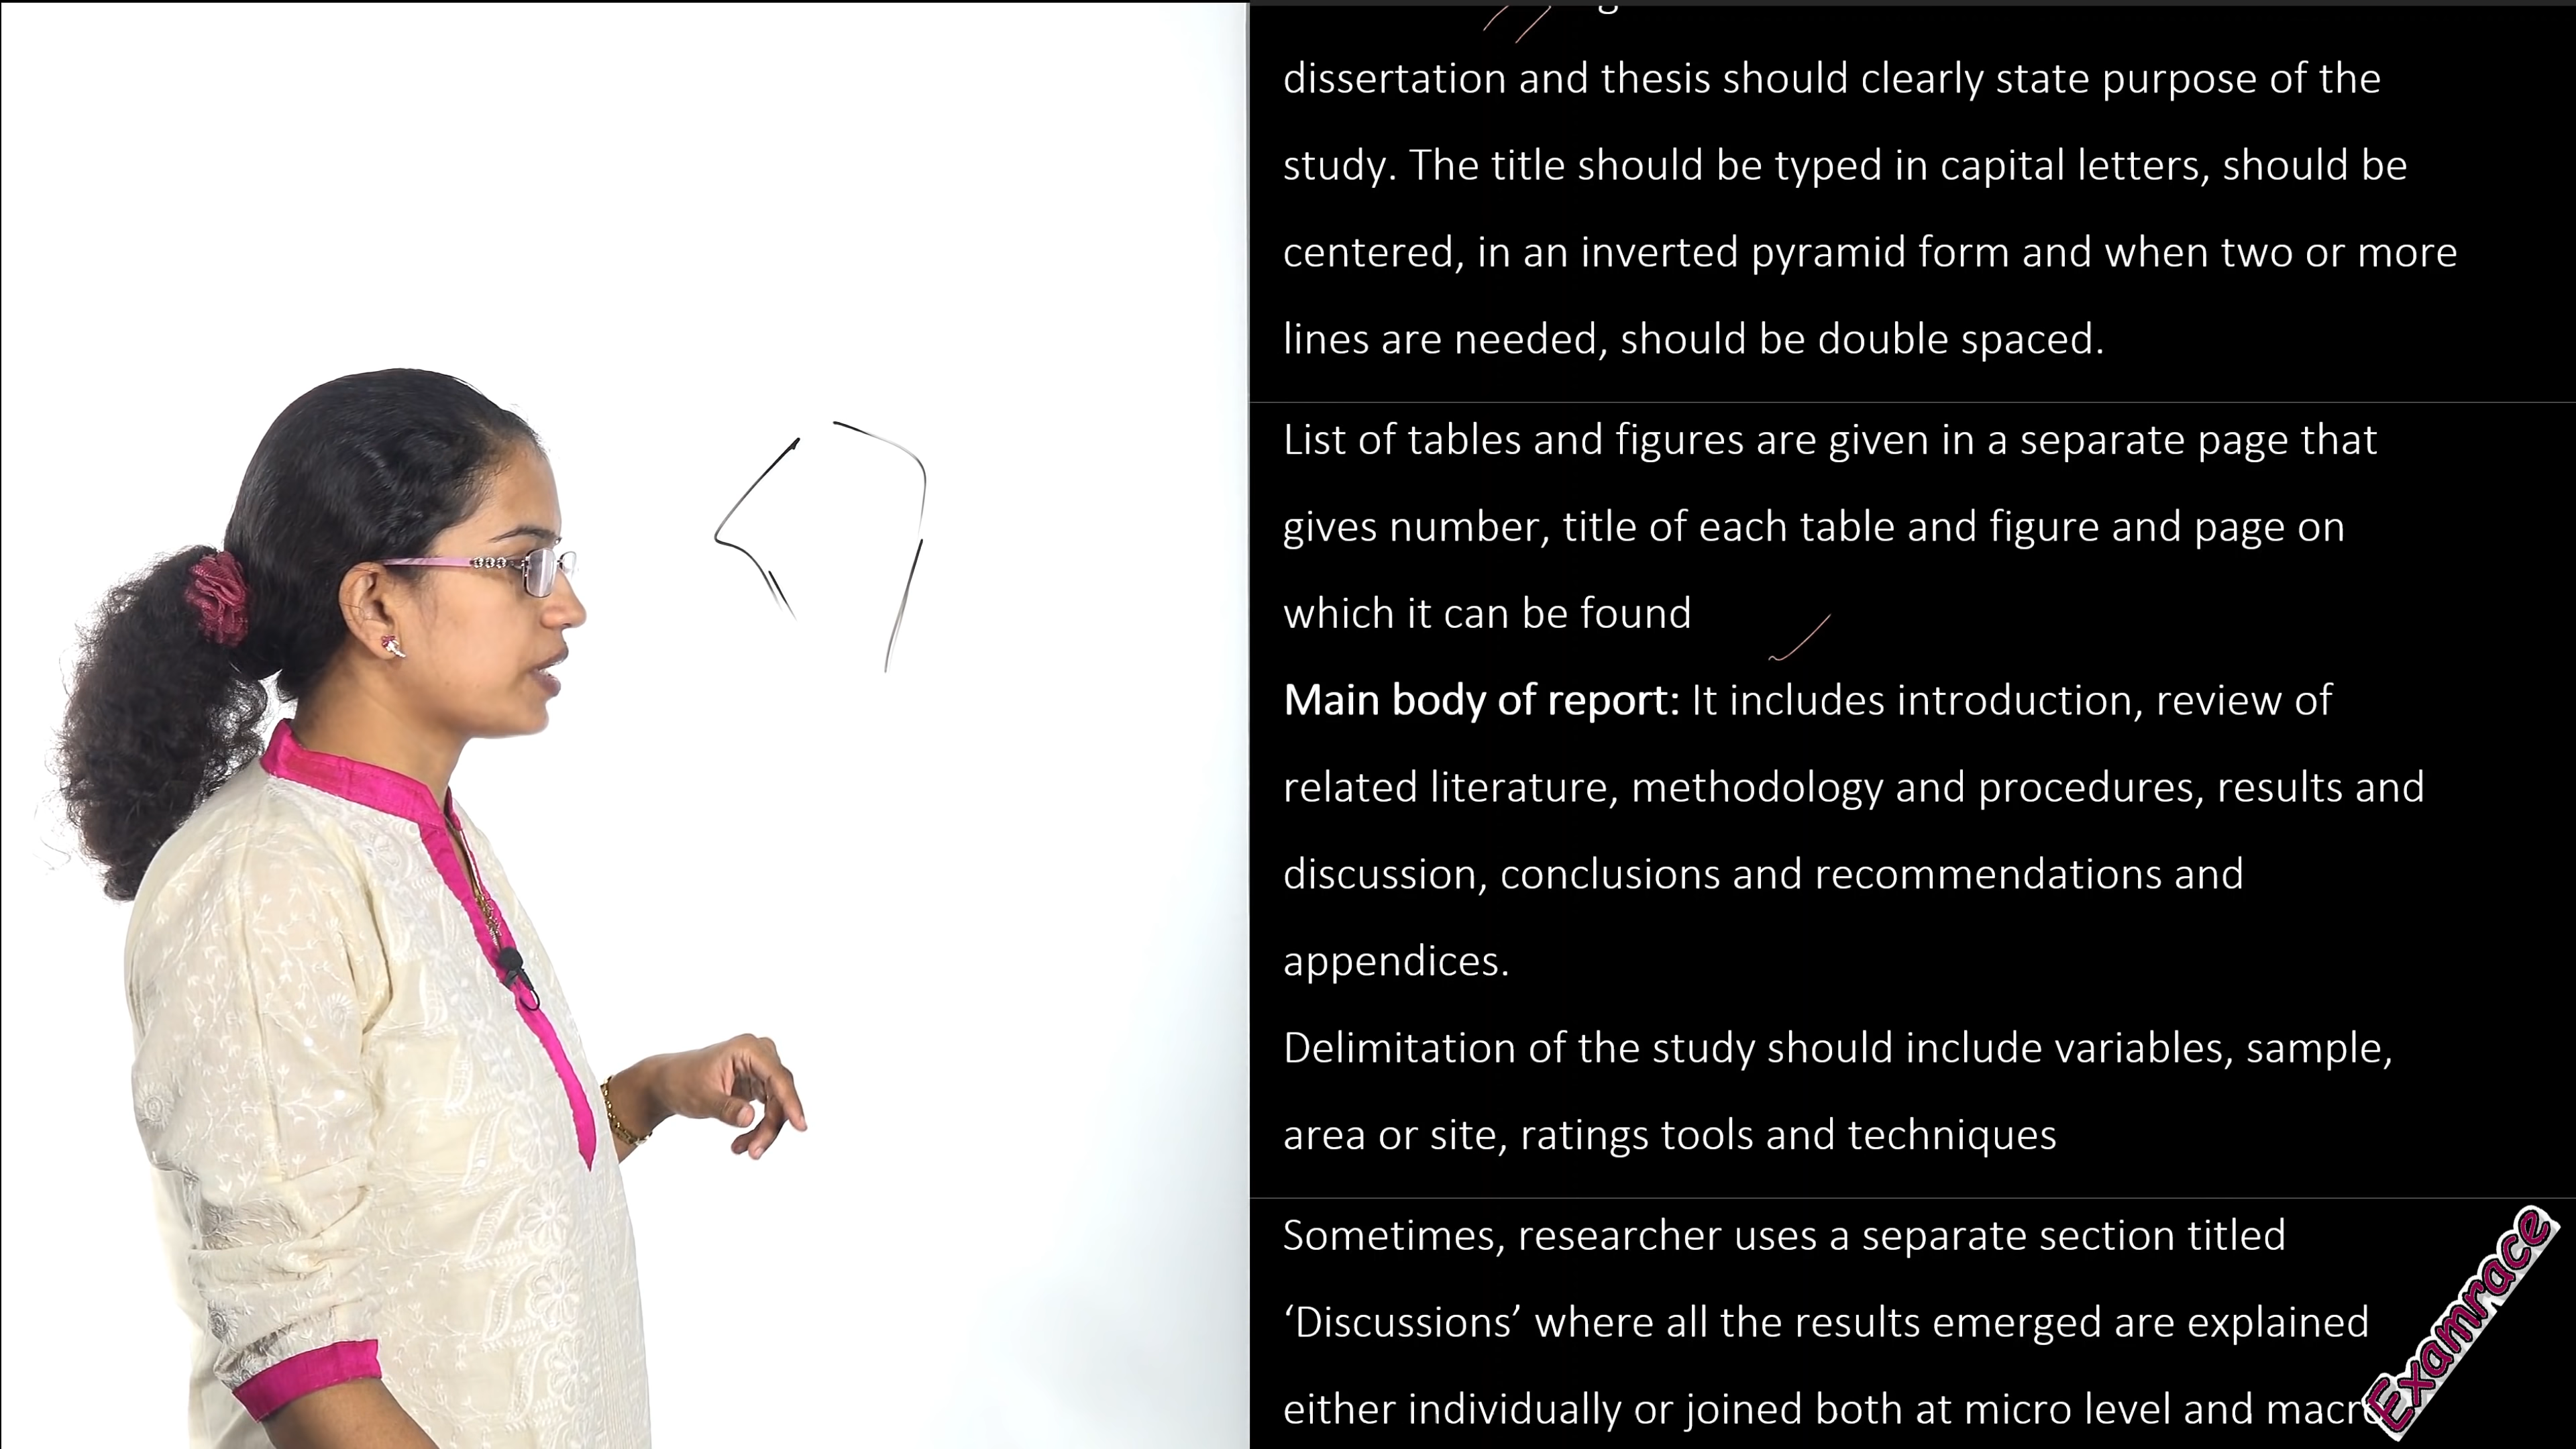 dissertation and thesis should clearly state purpose of the
study. The title should be typed in capital letters, should be
centered, in an inverted pyramid form and when two or more
lines are needed, should be double spaced.
List of tables and figures are given in a separate page that
gives number, title of each table and figure and page on
which it can be found
Main body of report: It includes introduction, review of
related literature, methodology and procedures, results and
discussion, conclusions and recommendations and
appendices.
Delimitation of the study should include variables, sample,
area or site, ratings tools and techniques
Sometimes, researcher uses a separate section titled
‘Discussions’ where all the results emerged are explained
either individually or joined both at micro level and macro
Examrace